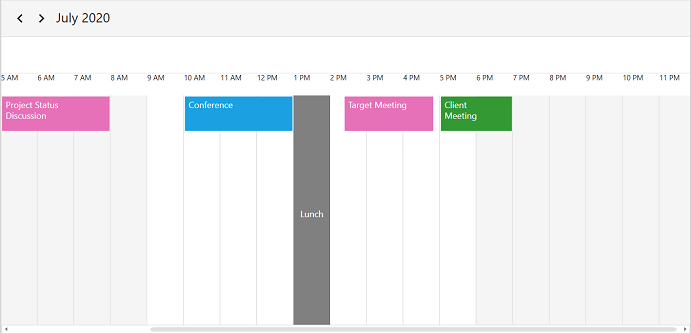 July 2020
5 AM 6 AM 7 AM 8 AM 9 AM 10 AM 11 AM 12 PM 1 PM 2 PM 3 PM 4 PM 5 PM 6 PM 7 PM 8 PM 9 PM 10 PM 11 PM
Project Status
Discussion
Conference
Target Meeting
Client
Meeting
Lunch